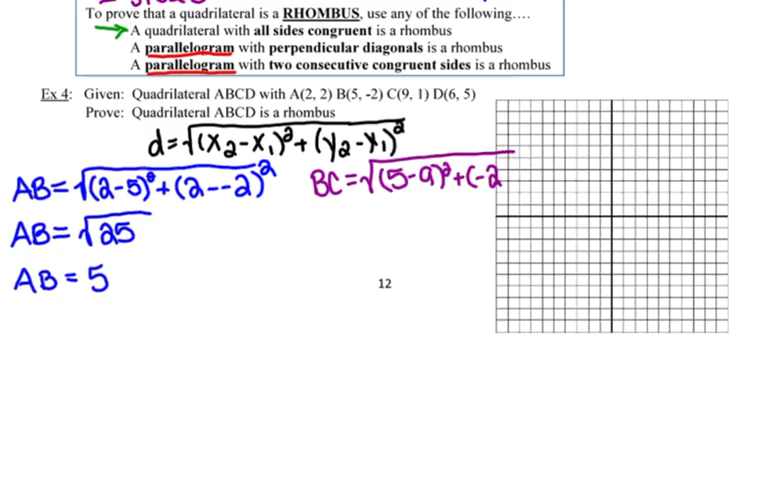 To prove that a quadrilateral is a RHOMBUS, use any of the following….
A quadrilateral with all sides congruent is a rhombus
A parallelogram with perpendicular diagonals is a rhombus
A parallelogram with two consecutive congruent sides is a rhombus
Ex 4: Given: Quadrilateral ABCD with A(2, 2) B(5, -2) C(9, 1) D(6, 5)
Prove: Quadrilateral ABCD is a rhombus
d=√(x₂-x₁)²+(y₂-y₁)²
AB=√(2-5)²+(2--2)² BC=√(5-9)²+(-2
AB=√25
AB=5
12